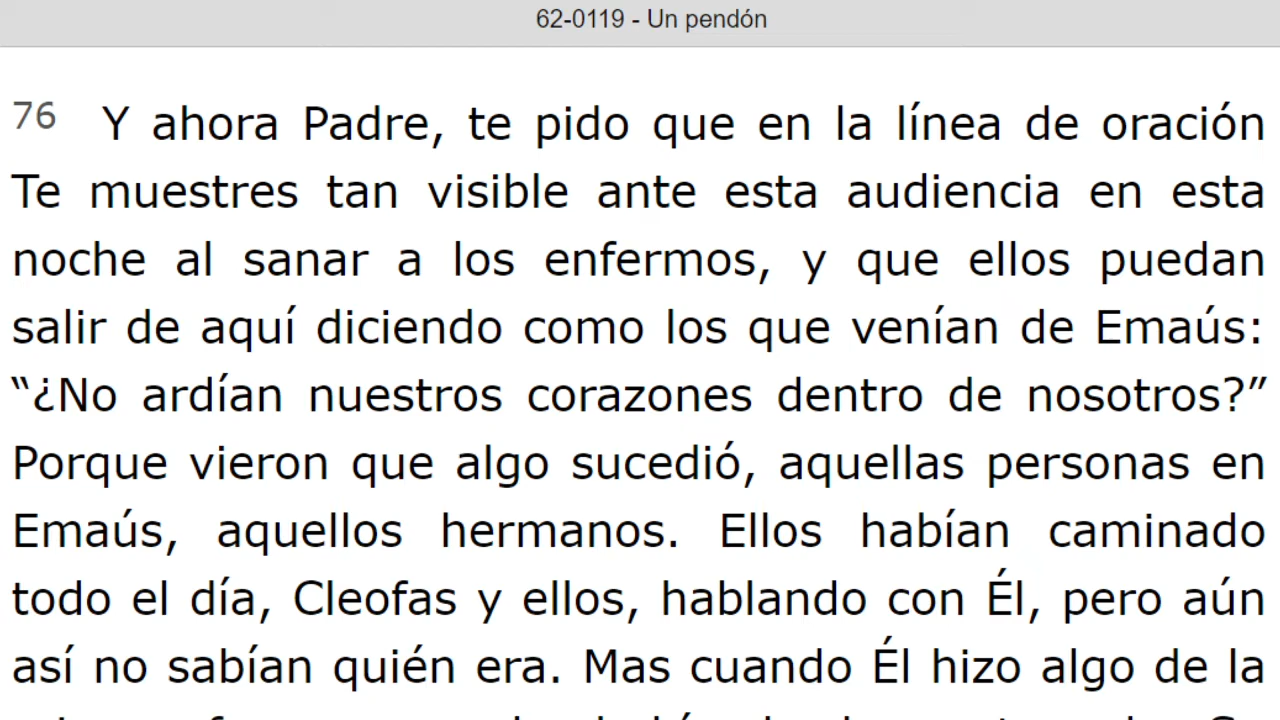 62-0119 - Un pendón
76 Y ahora Padre, te pido que en la línea de oración
Te muestres tan visible ante esta audiencia en esta
noche al sanar a los enfermos, y que ellos puedan
salir de aquí diciendo como los que venían de Emaús:
“¿No ardían nuestros corazones dentro de nosotros?”
Porque vieron que algo sucedió, aquellas personas en
Emaús, aquellos hermanos. Ellos habían caminado
todo el día, Cleofas y ellos, hablando con Él, pero aún
así no sabían quién era. Mas cuando Él hizo algo de la